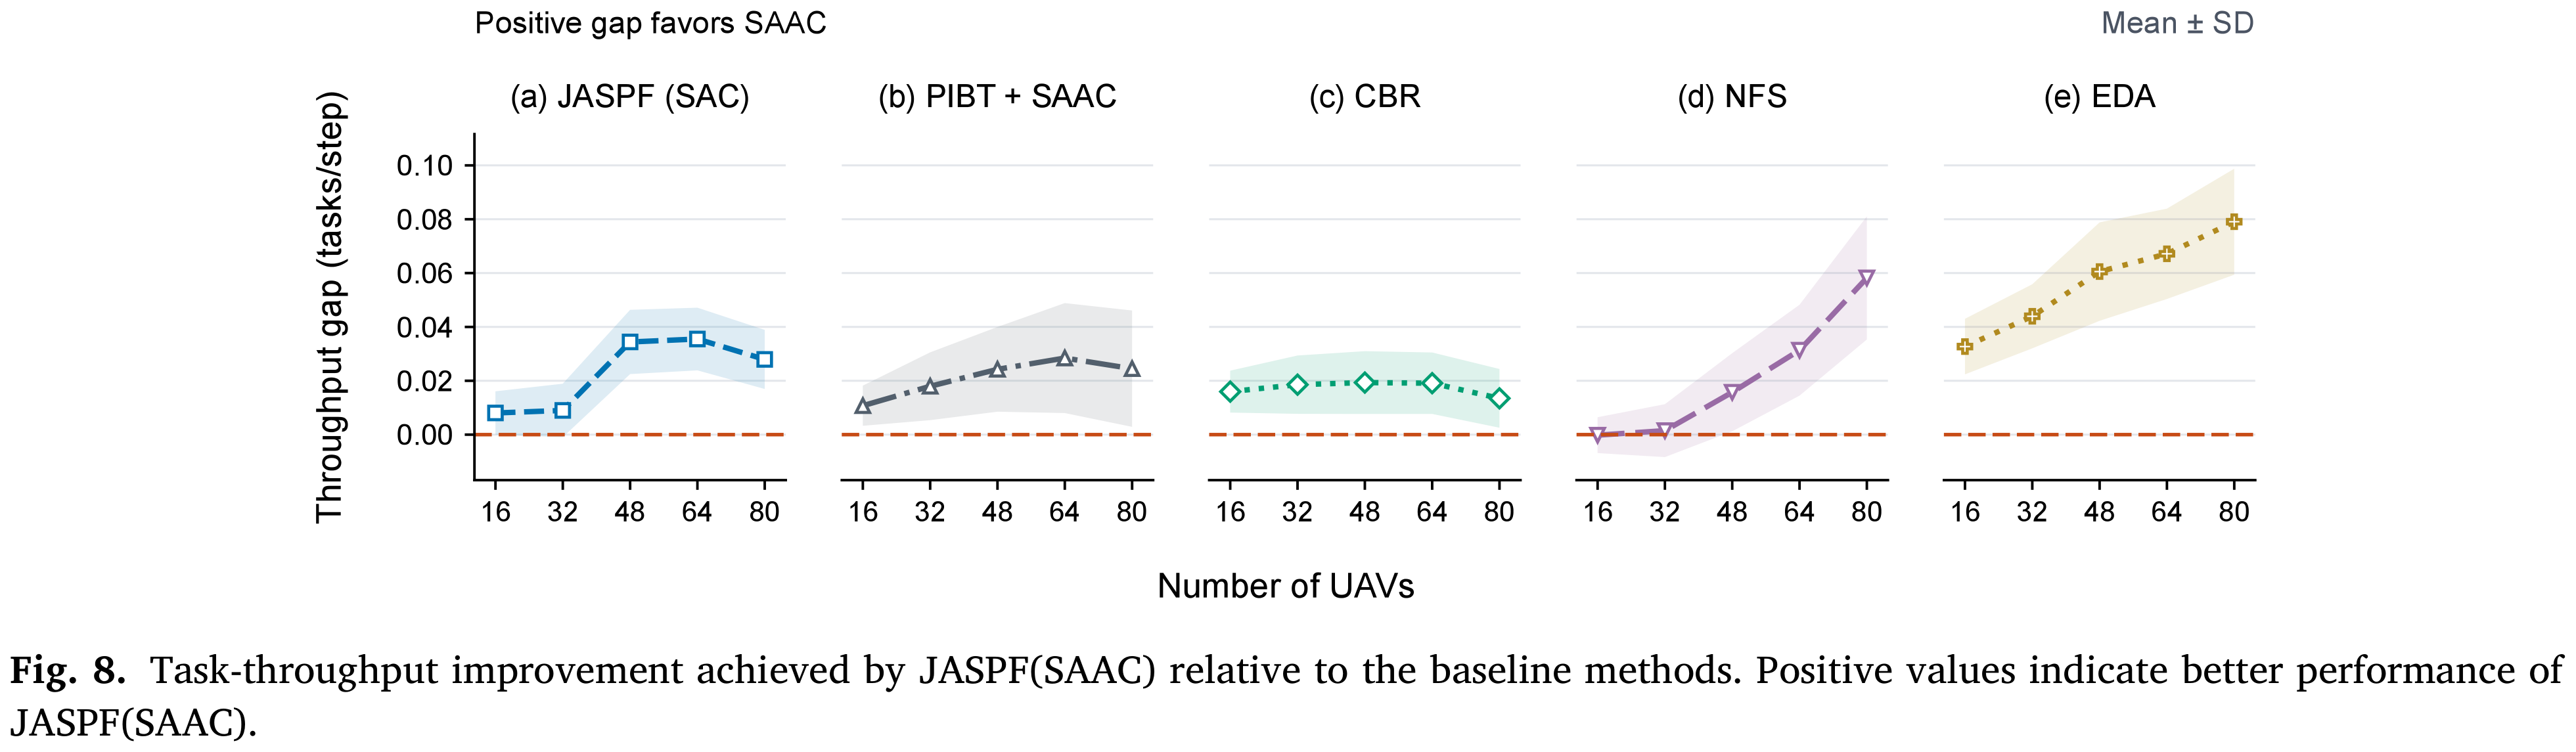 Positive gap favors SAAC
Mean ± SD
(a) JASPF (SAC)
(b) PIBT + SAAC
(c) CBR
(d) NFS
(e) EDA
Throughput gap (tasks/step)
0.10
0.08
0.06
0.04
0.02
0.00
16 32 48 64 80
16 32 48 64 80
16 32 48 64 80
16 32 48 64 80
16 32 48 64 80
Number of UAVs
Fig. 8. Task-throughput improvement achieved by JASPF(SAAC) relative to the baseline methods. Positive values indicate better performance of
JASPF(SAAC).